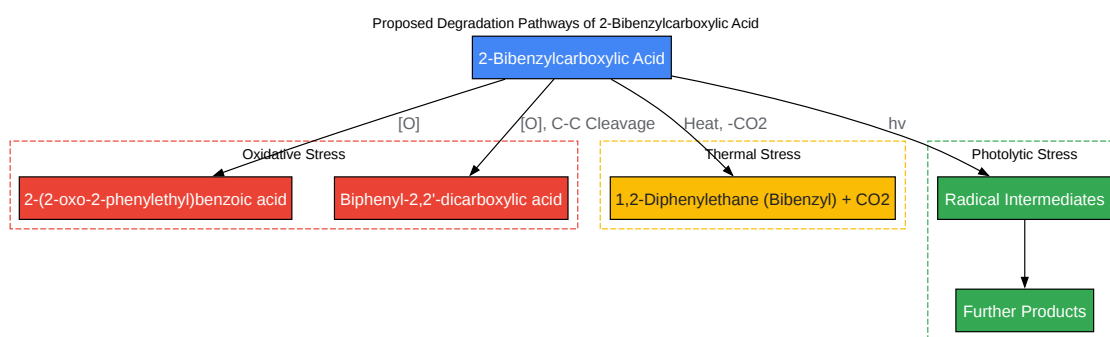 Proposed Degradation Pathways of 2-Bibenzylcarboxylic Acid
2-Bibenzylcarboxylic Acid
[O]
[O], C-C Cleavage
Heat, -CO2
hv
Oxidative Stress
Thermal Stress
Photolytic Stress
2-(2-oxo-2-phenylethyl)benzoic acid
Biphenyl-2,2'-dicarboxylic acid
1,2-Diphenylethane (Bibenzyl) + CO2
Radical Intermediates
Further Products